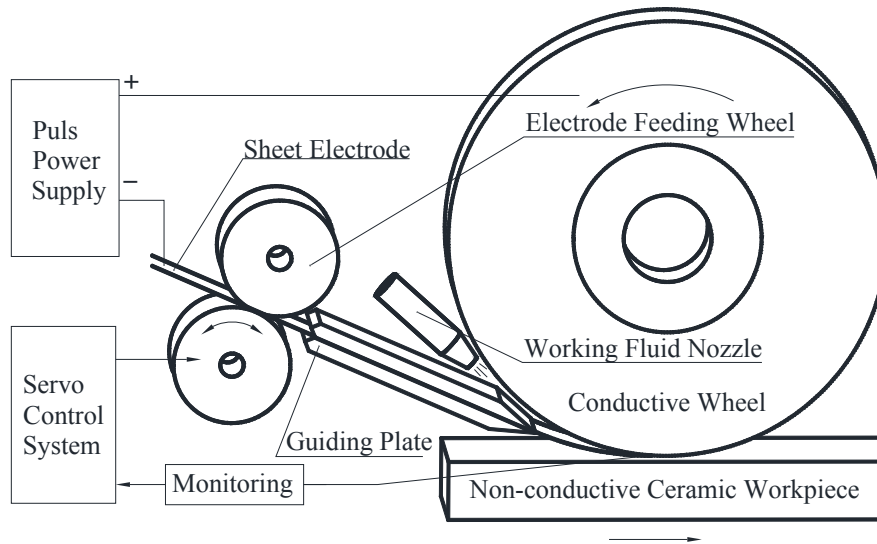 +
Puls
Power
Supply
−
Sheet Electrode
Electrode Feeding Wheel
Working Fluid Nozzle
Conductive Wheel
Servo
Control
System
Guiding Plate
Monitoring
Non-conductive Ceramic Workpiece